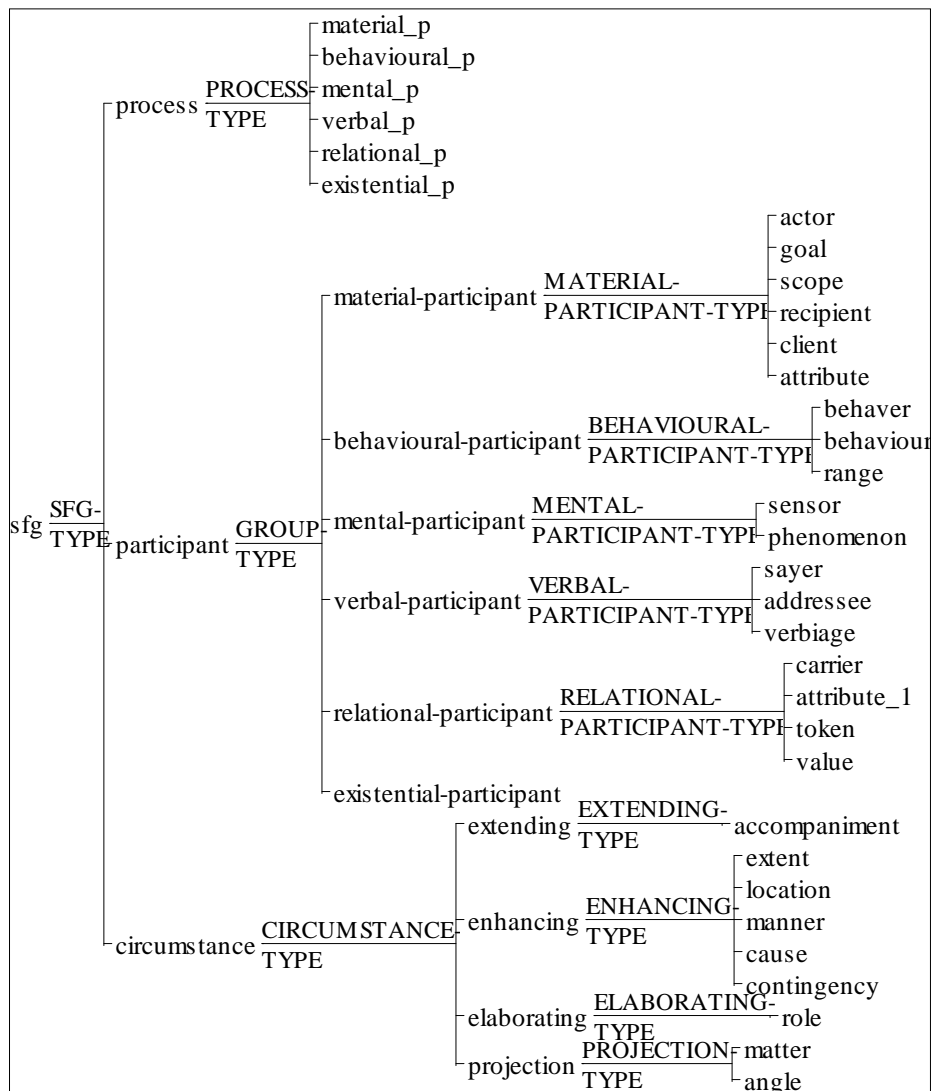 material_p
behavioural_p
mental_p
verbal_p
relational_p
existential_p
process PROCESS-
TYPE
actor
goal
scope
recipient
client
attribute
material-participant MATERIAL-
PARTICIPANT-TYPE
behaver
behaviour
range
behavioural-participant BEHAVIOURAL-
PARTICIPANT-TYPE
sensor
phenomenon
mental-participant MENTAL-
PARTICIPANT-TYPE
sfg SFG-
TYPE
participant GROUP-
TYPE
sayer
addressee
verbiage
verbal-participant VERBAL-
PARTICIPANT-TYPE
carrier
attribute_1
token
value
relational-participant RELATIONAL-
PARTICIPANT-TYPE
existential-participant
extending EXTENDING-
TYPE
accompaniment
extent
location
manner
cause
contingency
enhancing ENHANCING-
TYPE
circumstance CIRCUMSTANCE-
TYPE
elaborating ELABORATING-
TYPE
role
projection PROJECTION-
TYPE
matter
angle